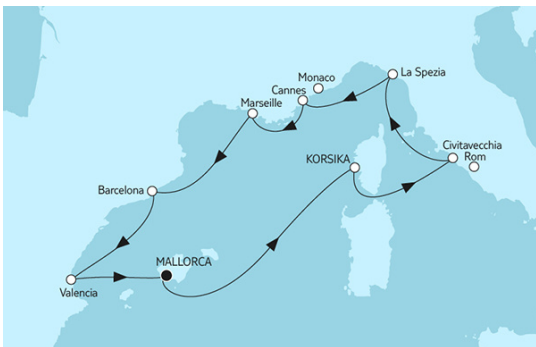 La Spezia
Monaco
Cannes
Marseille
Civitavecchia
Rom
KORSIKA
Barcelona
MALLORCA
Valencia